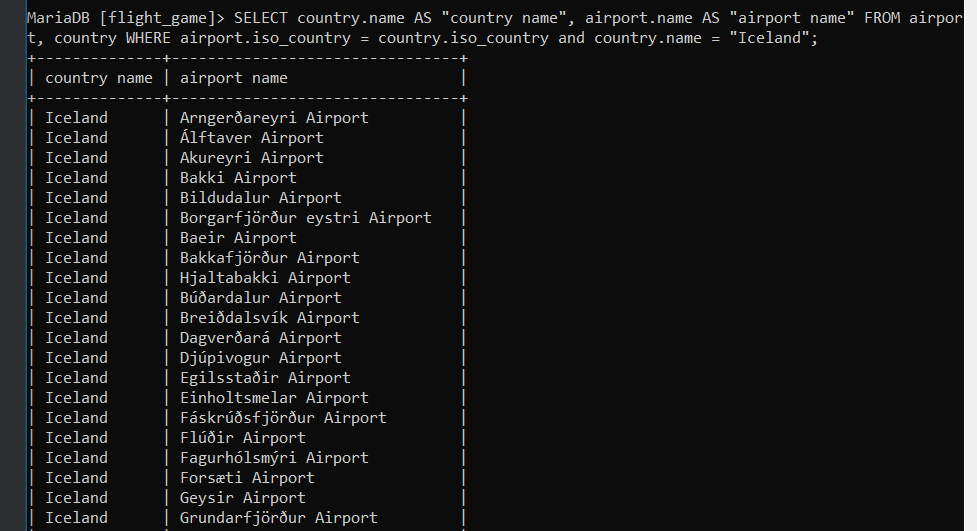 MariaDB [flight_game]> SELECT country.name AS "country name", airport.name AS "airport name" FROM airpor
t, country WHERE airport.iso_country = country.iso_country and country.name = "Iceland";
+--------------+--------------------------------+
| country name | airport name                   |
+--------------+--------------------------------+
| Iceland      | Arngerðareyri Airport          |
| Iceland      | Álftaver Airport               |
| Iceland      | Akureyri Airport               |
| Iceland      | Bakki Airport                  |
| Iceland      | Bildudalur Airport             |
| Iceland      | Borgarfjörður eystri Airport   |
| Iceland      | Baeir Airport                  |
| Iceland      | Bakkafjörður Airport           |
| Iceland      | Hjaltabakki Airport            |
| Iceland      | Búðardalur Airport             |
| Iceland      | Breiðdalsvík Airport           |
| Iceland      | Dagverðará Airport             |
| Iceland      | Djúpivogur Airport             |
| Iceland      | Egilsstaðir Airport            |
| Iceland      | Einholtsmelar Airport          |
| Iceland      | Fáskrúðsfjörður Airport        |
| Iceland      | Flúðir Airport                 |
| Iceland      | Fagurhólsmýri Airport          |
| Iceland      | Forsæti Airport                |
| Iceland      | Geysir Airport                 |
| Iceland      | Grundarfjörður Airport         |